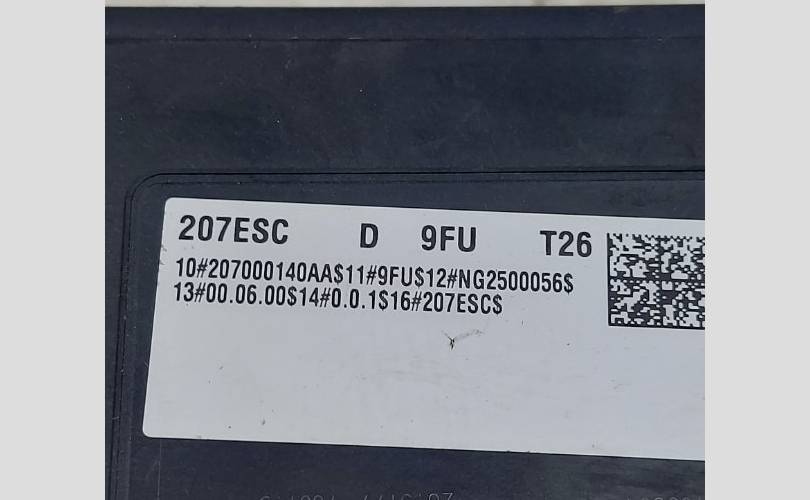 207ESC D 9FU T26
10#207000140AA$11#9FU$12#NG2500056$
13#00.06.00$14#0.0.1$16#207ESC$